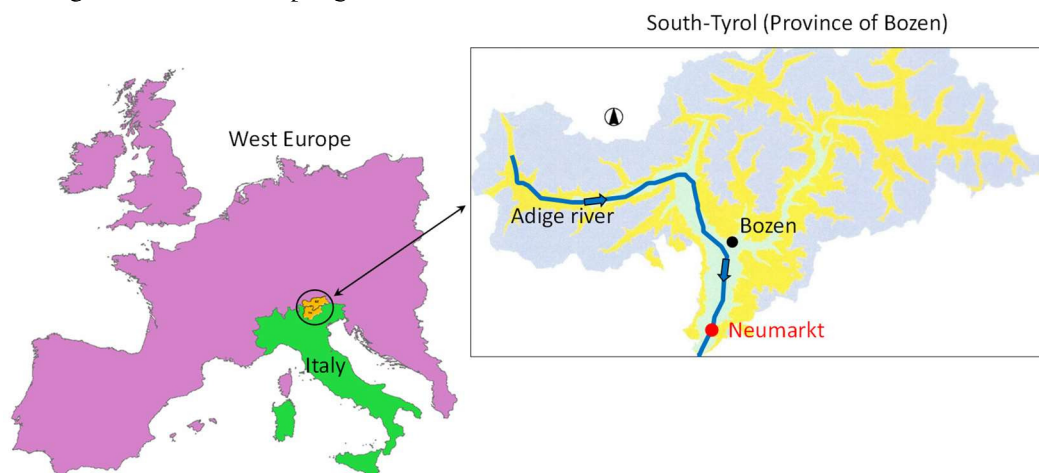 South-Tyrol (Province of Bozen)
West Europe
Adige river
Bozen
Neumarkt
Italy